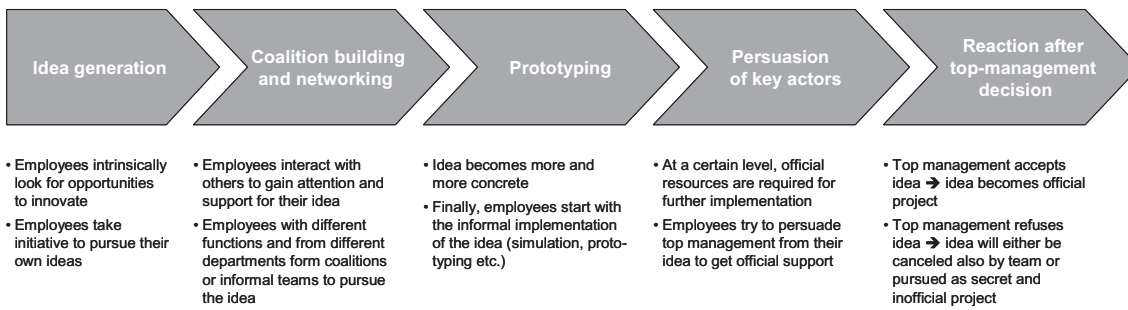 Idea generation
Coalition building
and networking
Prototyping
Persuasion
of key actors
Reaction after
top-management
decision
• Employees intrinsically
look for opportunities
to innovate
• Employees take
initiative to pursue their
own ideas
• Employees interact with
others to gain attention and
support for their idea
• Employees with different
functions and from different
departments form coalitions
or informal teams to pursue
the idea
• Idea becomes more and
more concrete
• Finally, employees start with
the informal implementation
of the idea (simulation, proto-
typing etc.)
• At a certain level, official
resources are required for
further implementation
• Employees try to persuade
top management from their
idea to get official support
• Top management accepts
idea ➔ idea becomes official
project
• Top management refuses
idea ➔ idea will either be
canceled also by team or
pursued as secret and
inofficial project